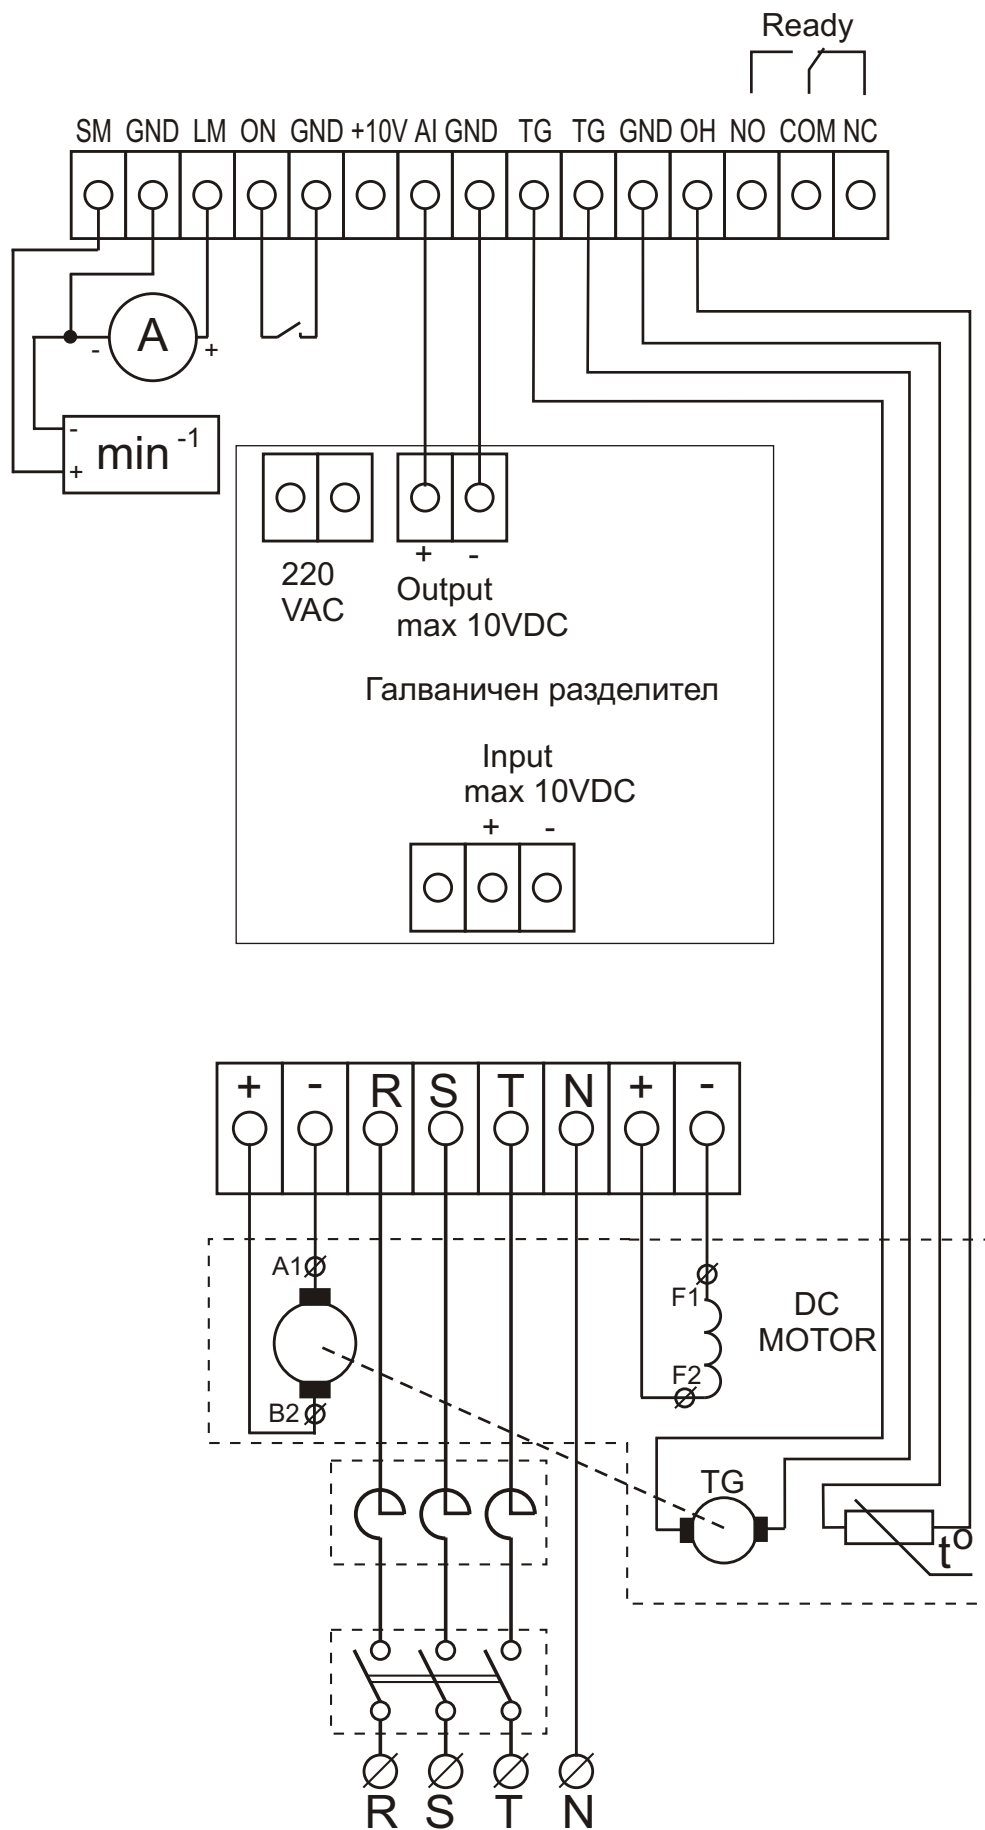 Ready
SM GND LM ON GND +10V AI GND TG TG GND OH NO COM NC
A
- +
-
min⁻¹
+
220
VAC
+ -
Output
max 10VDC
Галваничен разделител
Input
max 10VDC
+ -
+ - R S T N + -
A1
F1
DC
MOTOR
F2
B2
TG
t°
R S T N